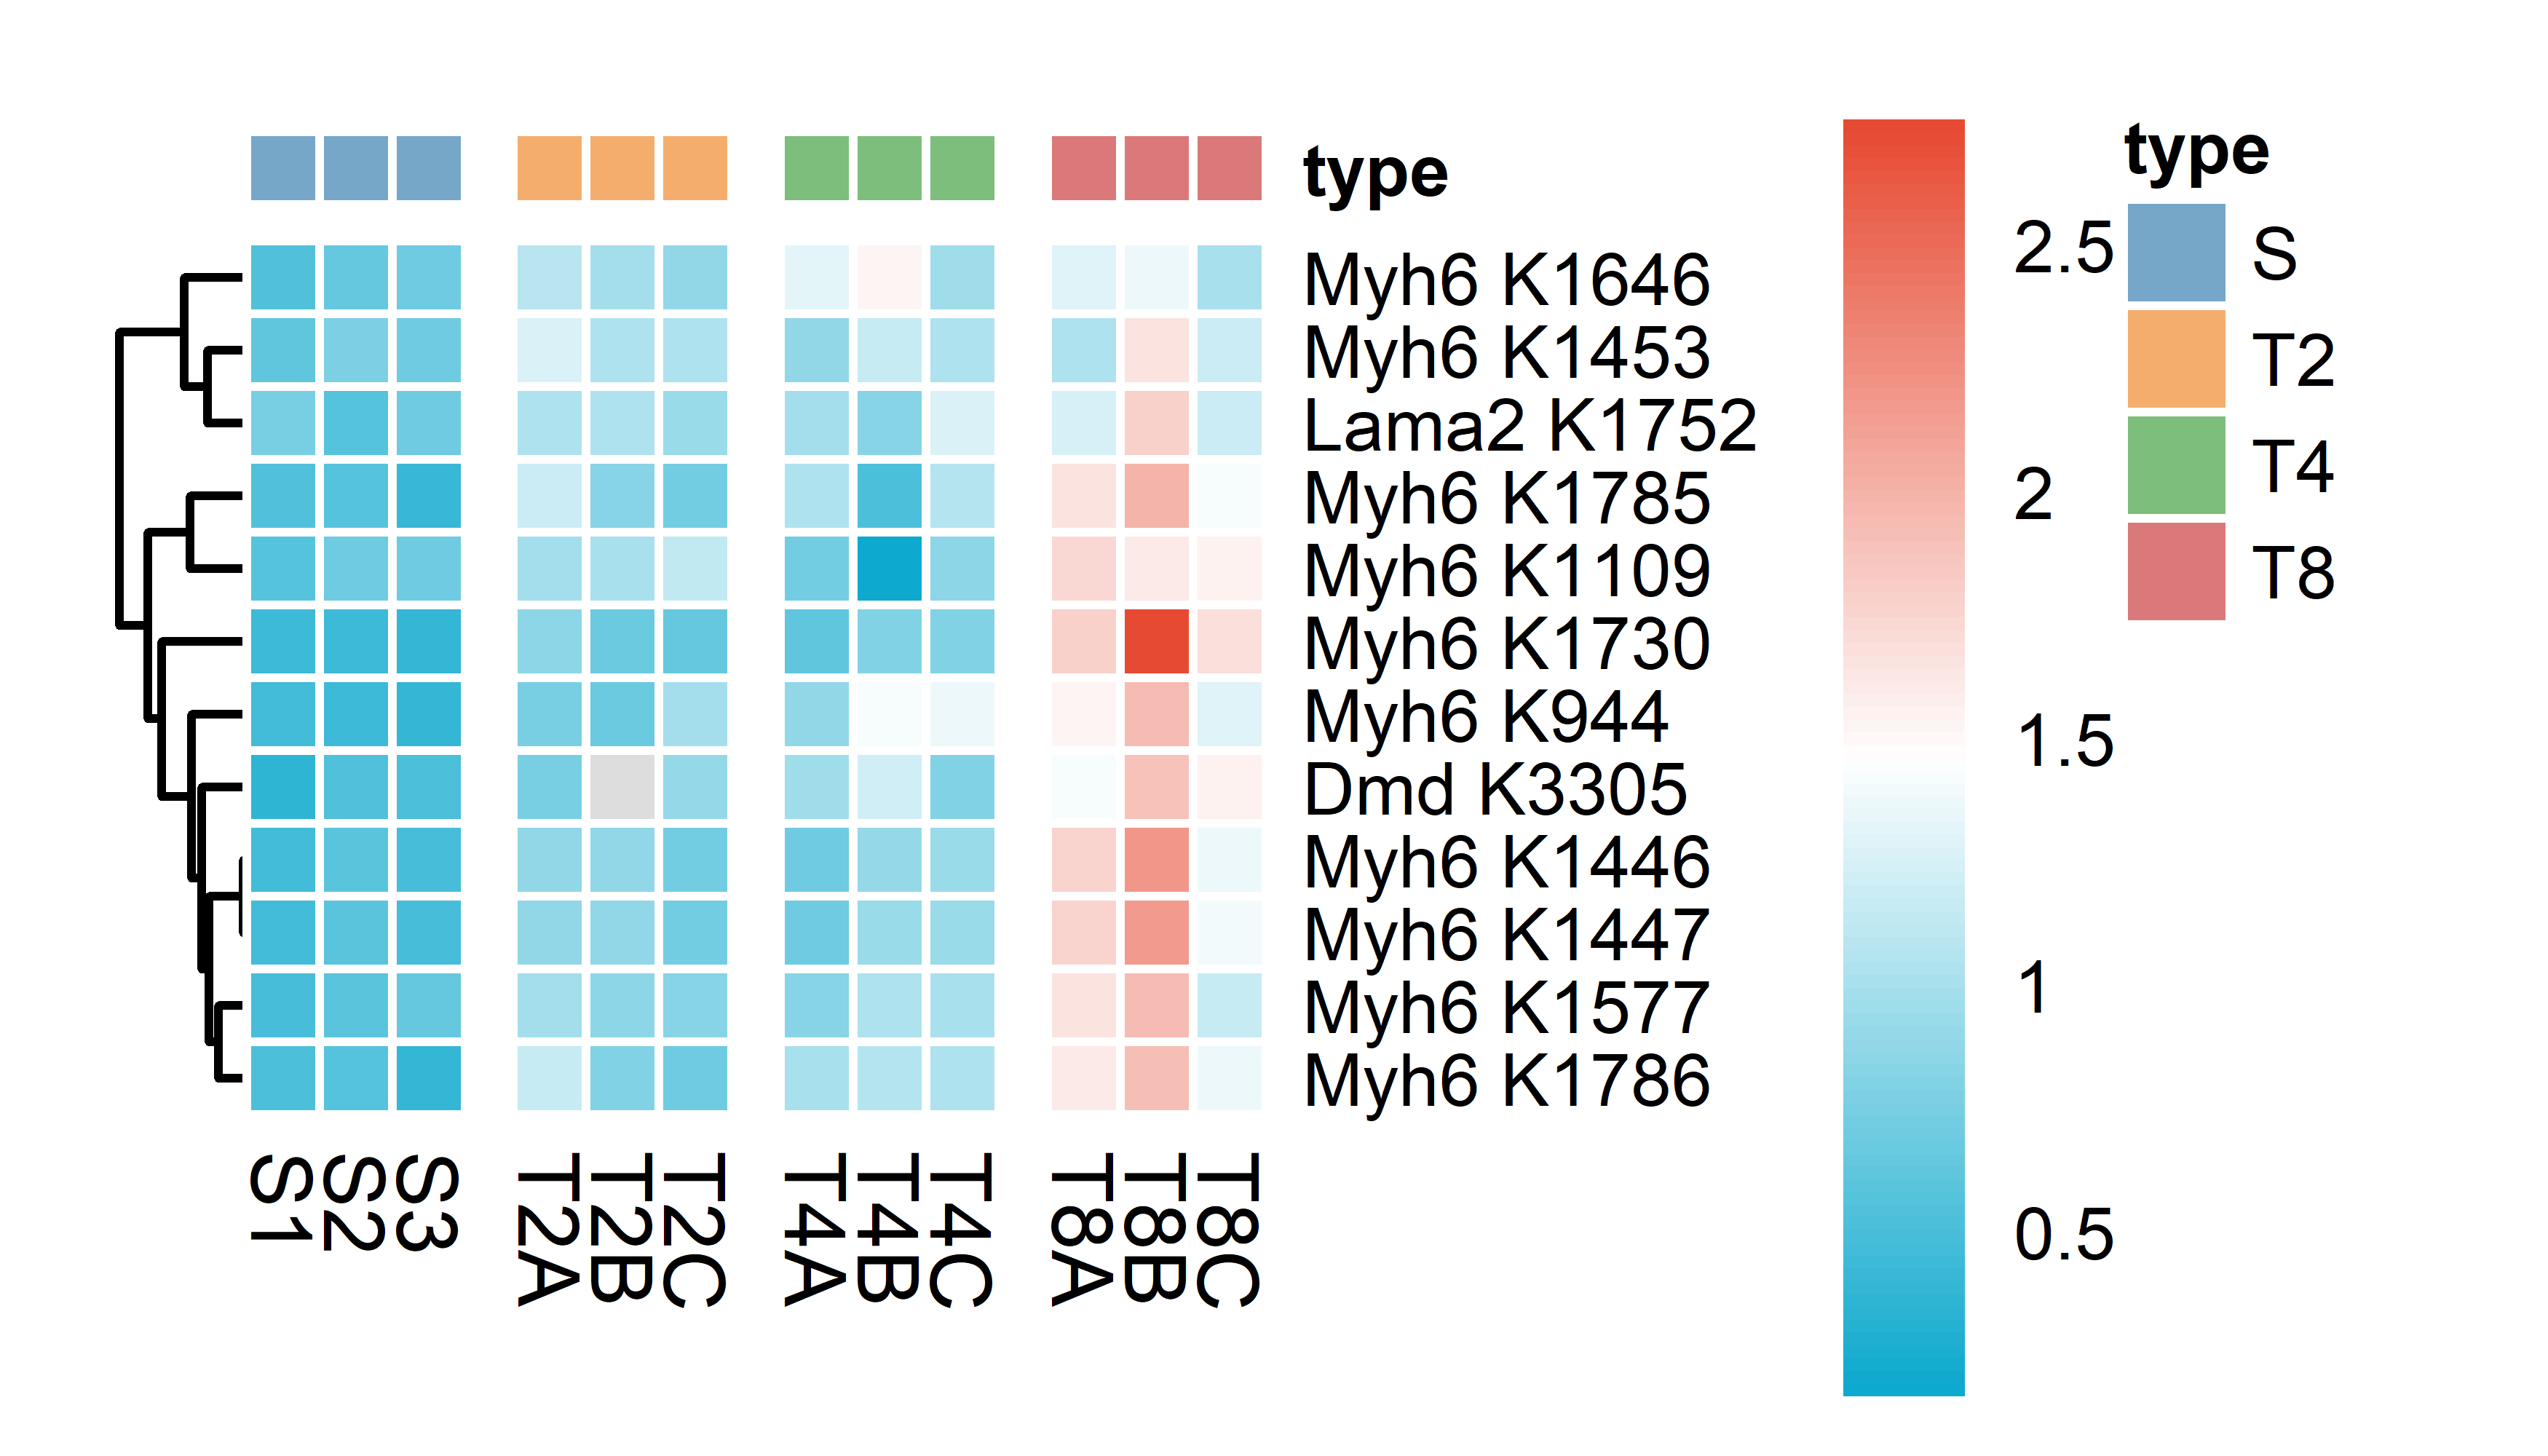 type
Myh6 K1646
Myh6 K1453
Lama2 K1752
Myh6 K1785
Myh6 K1109
Myh6 K1730
Myh6 K944
Dmd K3305
Myh6 K1446
Myh6 K1447
Myh6 K1577
Myh6 K1786
S1
S2
S3
T2A
T2B
T2C
T4A
T4B
T4C
T8A
T8B
T8C
2.5
2
1.5
1
0.5
type
S
T2
T4
T8